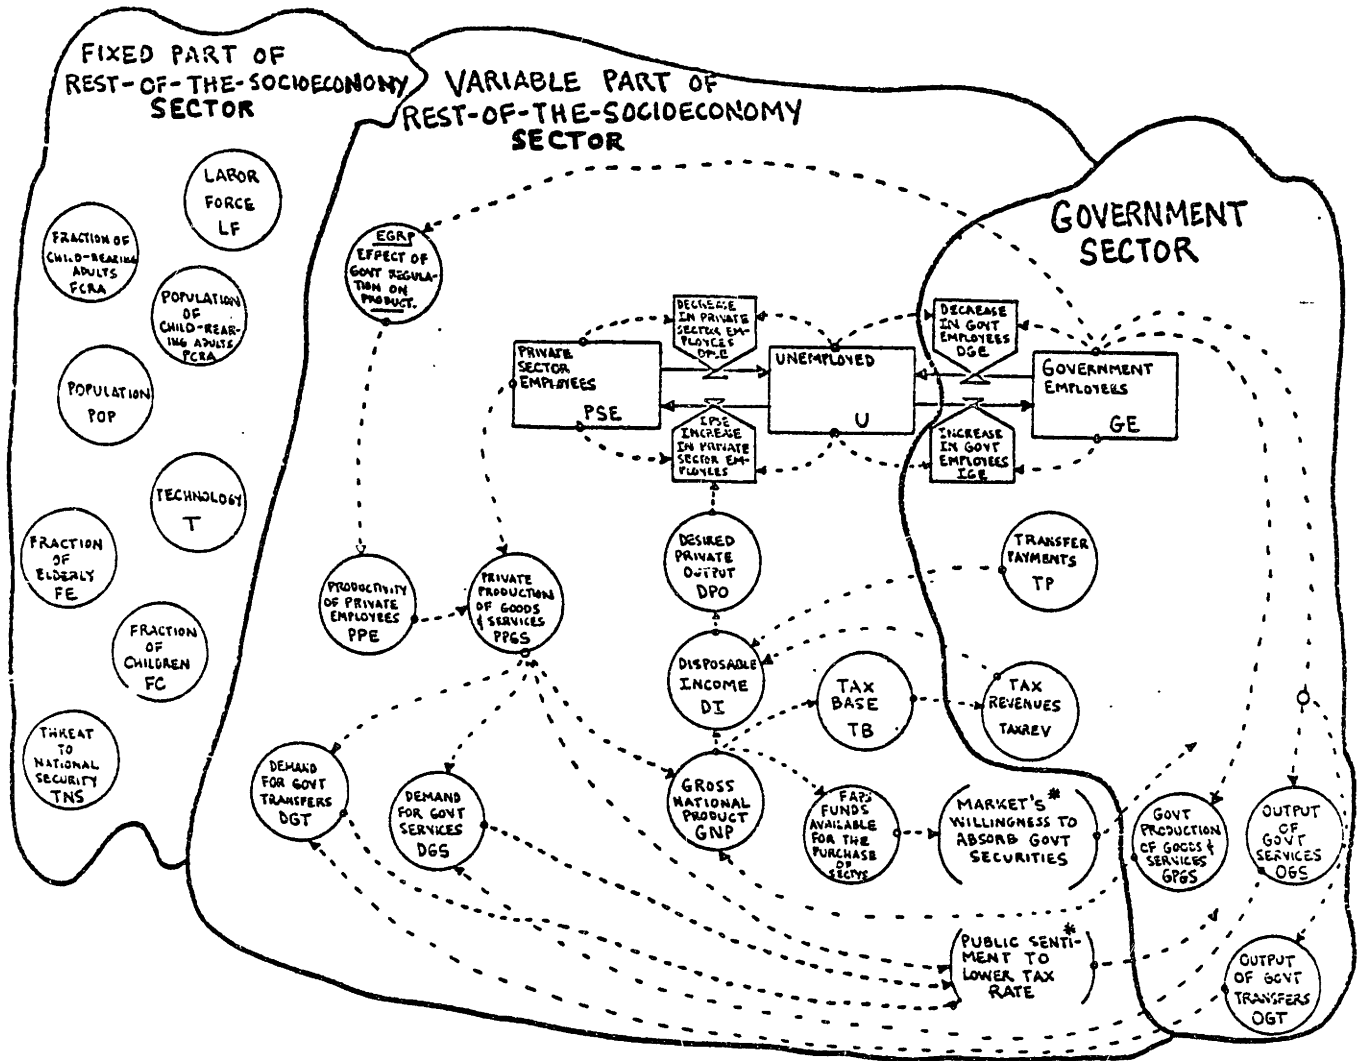 FIXED PART OF
REST-OF-THE-SOCIOECONOMY
SECTOR
VARIABLE PART OF
REST-OF-THE-SOCIOECONOMY
SECTOR
GOVERNMENT
SECTOR
LABOR
FORCE
LF
FRACTION OF
CHILD-REARING
ADULTS
FCRA
POPULATION
OF
CHILD-REAR-
ING ADULTS
PCRA
POPULATION
POP
TECHNOLOGY
T
FRACTION
OF
ELDERLY
FE
FRACTION
OF
CHILDREN
FC
THREAT
TO
NATIONAL
SECURITY
TNS
EGRP
EFFECT OF
GOVT REGULA-
TION ON
PRODUCT.
PRIVATE
SECTOR
EMPLOYEES
PSE
DECREASE
IN PRIVATE
SECTOR EM-
PLOYEES
DPSE
IPSE
INCREASE
IN PRIVATE
SECTOR EM-
PLOYEES
UNEMPLOYED
U
DECREASE
IN GOVT
EMPLOYEES
DGE
INCREASE
IN GOVT
EMPLOYEES
IGE
GOVERNMENT
EMPLOYEES
GE
PRODUCTIVITY
OF PRIVATE
EMPLOYEES
PPE
PRIVATE
PRODUCTION
OF GOODS
& SERVICES
PPGS
DESIRED
PRIVATE
OUTPUT
DPO
TRANSFER
PAYMENTS
TP
DISPOSABLE
INCOME
DI
TAX
BASE
TB
TAX
REVENUES
TAXREV
DEMAND
FOR GOVT
TRANSFERS
DGT
DEMAND
FOR GOVT
SERVICES
DGS
GROSS
NATIONAL
PRODUCT
GNP
FAPS
FUNDS
AVAILABLE
FOR THE
PURCHASE
OF
SECTYS
MARKET'S*
WILLINGNESS TO
ABSORB GOVT
SECURITIES
GOVT
PRODUCTION
OF GOODS &
SERVICES
GPGS
OUTPUT
OF
GOVT
SERVICES
OGS
PUBLIC SENTI-*
MENT TO
LOWER TAX
RATE
OUTPUT
OF GOVT
TRANSFERS
OGT